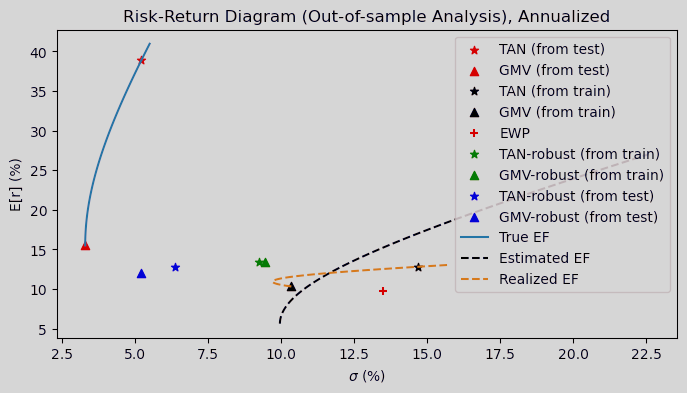 Risk-Return Diagram (Out-of-sample Analysis), Annualized
E[r] (%)
40
35
30
25
20
15
10
5
TAN (from test)
GMV (from test)
TAN (from train)
GMV (from train)
EWP
TAN-robust (from train)
GMV-robust (from train)
TAN-robust (from test)
GMV-robust (from test)
True EF
Estimated EF
Realized EF
2.5 5.0 7.5 10.0 12.5 15.0 17.5 20.0 22.5
σ (%)